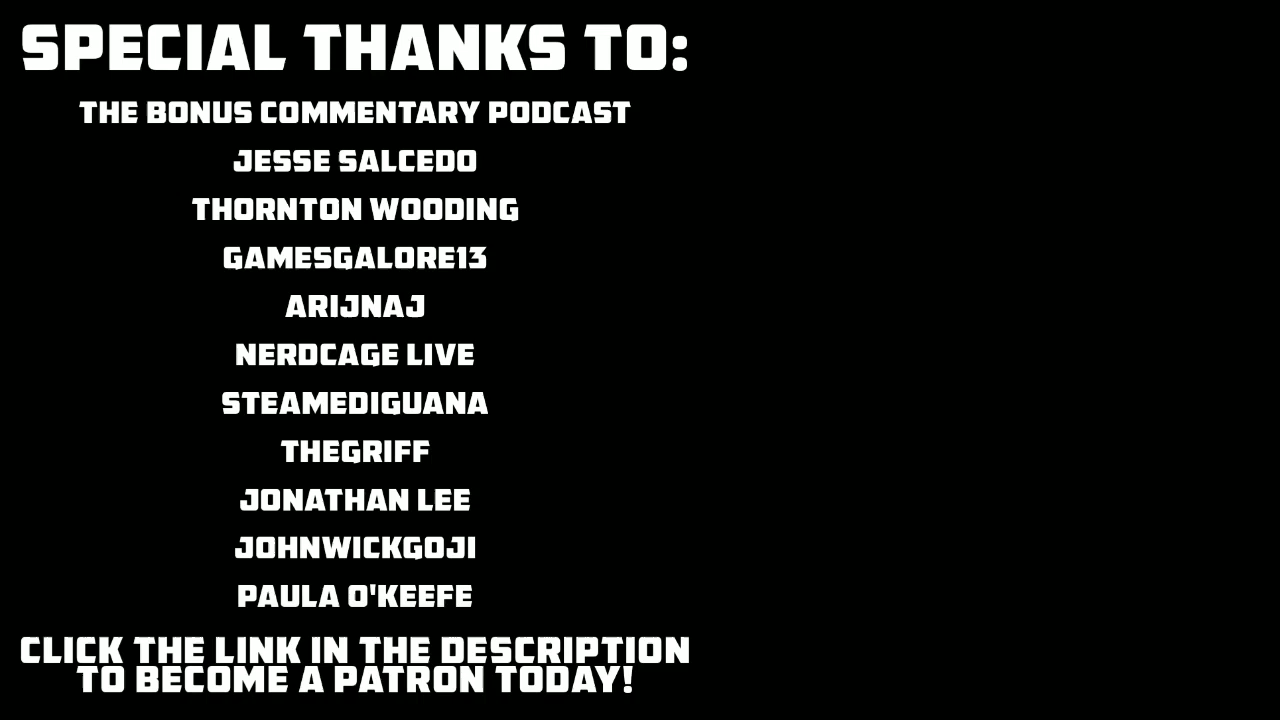 SPECIAL THANKS TO:
THE BONUS COMMENTARY PODCAST
JESSE SALCEDO
THORNTON WOODING
GAMESGALORE13
ARIJNAJ
NERDCAGE LIVE
STEAMEDIGUANA
THEGRIFF
JONATHAN LEE
JOHNWICKGOJI
PAULA O'KEEFE
CLICK THE LINK IN THE DESCRIPTION
TO BECOME A PATRON TODAY!